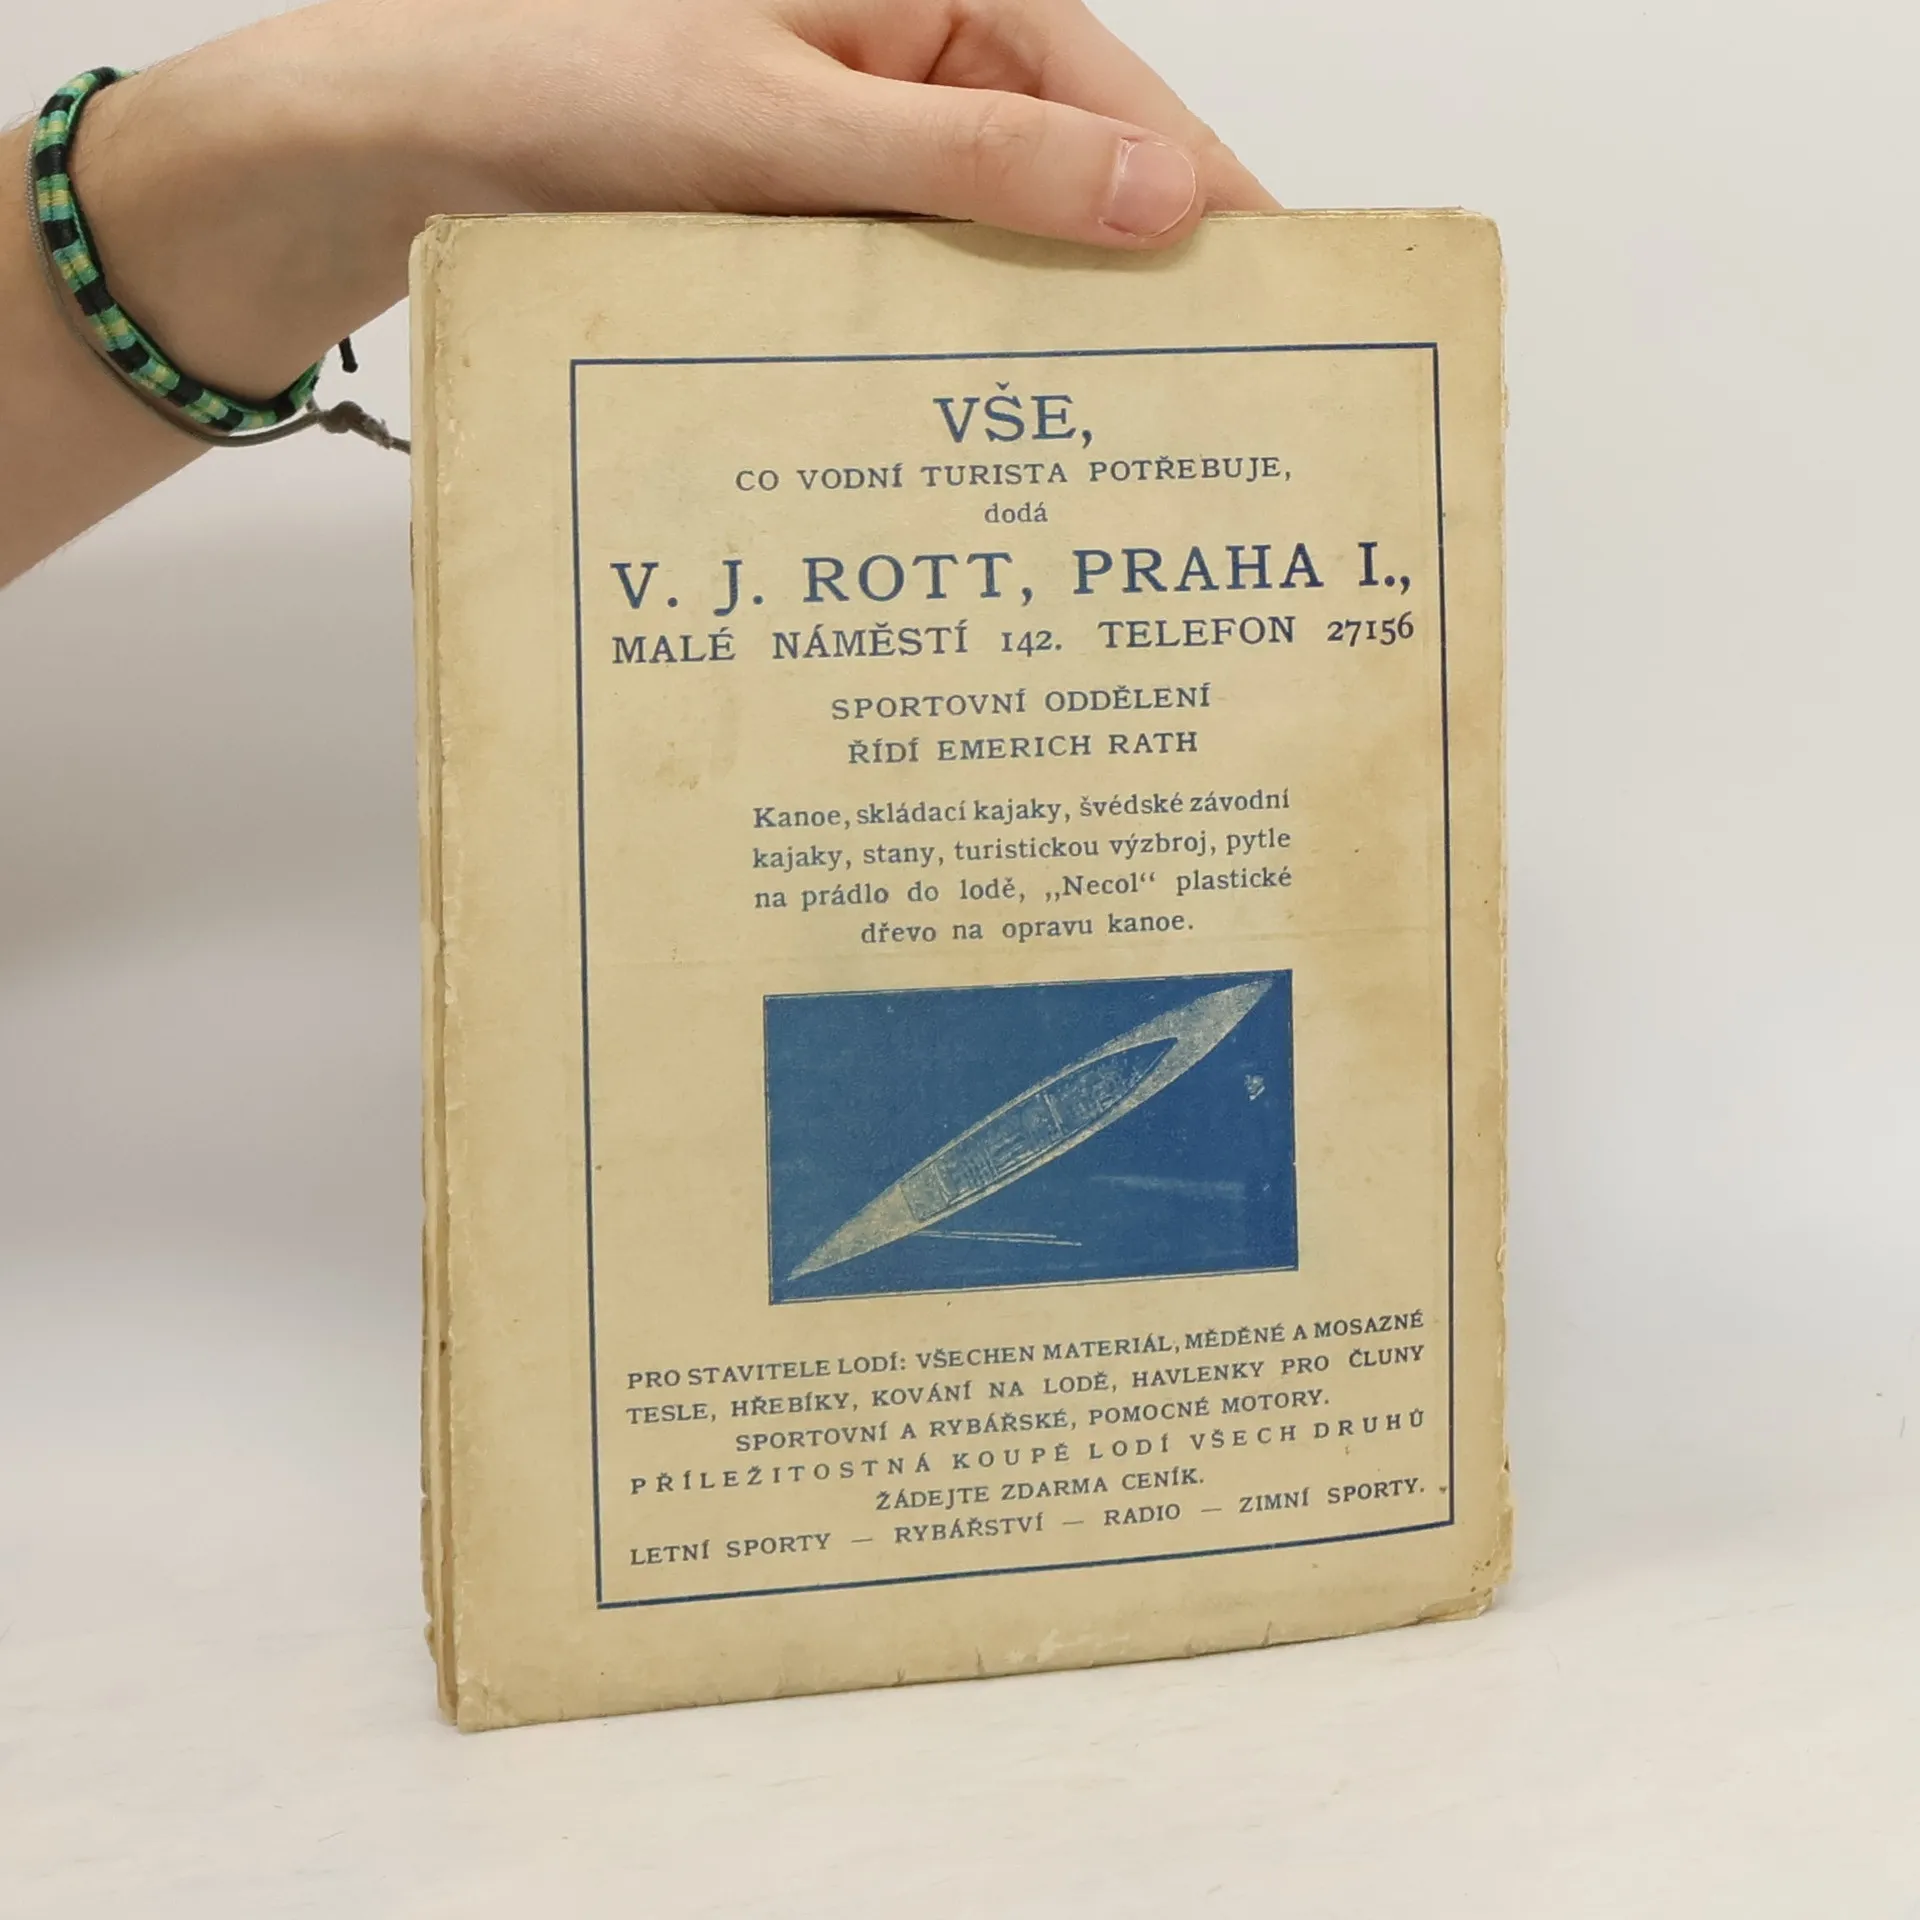 VŠE,
CO VODNÍ TURISTA POTŘEBUJE,
dodá
V. J. ROTT, PRAHA I.,
MALÉ NÁMĚSTÍ 142. TELEFON 27156
SPORTOVNÍ ODDĚLENÍ
ŘÍDÍ EMERICH RATH
Kanoe, skládací kajaky, švédské závodní
kajaky, stany, turistickou výzbroj, pytle
na prádlo do lodě, „Necol“ plastické
dřevo na opravu kanoe.
PRO STAVITELE LODÍ: VŠECHEN MATERIÁL, MĚDĚNÉ A MOSAZNÉ
TESLE, HŘEBÍKY, KOVÁNÍ NA LODĚ, HAVLENKY PRO ČLUNY
SPORTOVNÍ A RYBÁŘSKÉ, POMOCNÉ MOTORY.
PŘÍLEŽITOSTNÁ KOUPĚ LODÍ VŠECH DRUHŮ
ŽÁDEJTE ZDARMA CENÍK.
LETNÍ SPORTY — RYBÁŘSTVÍ — RADIO — ZIMNÍ SPORTY.